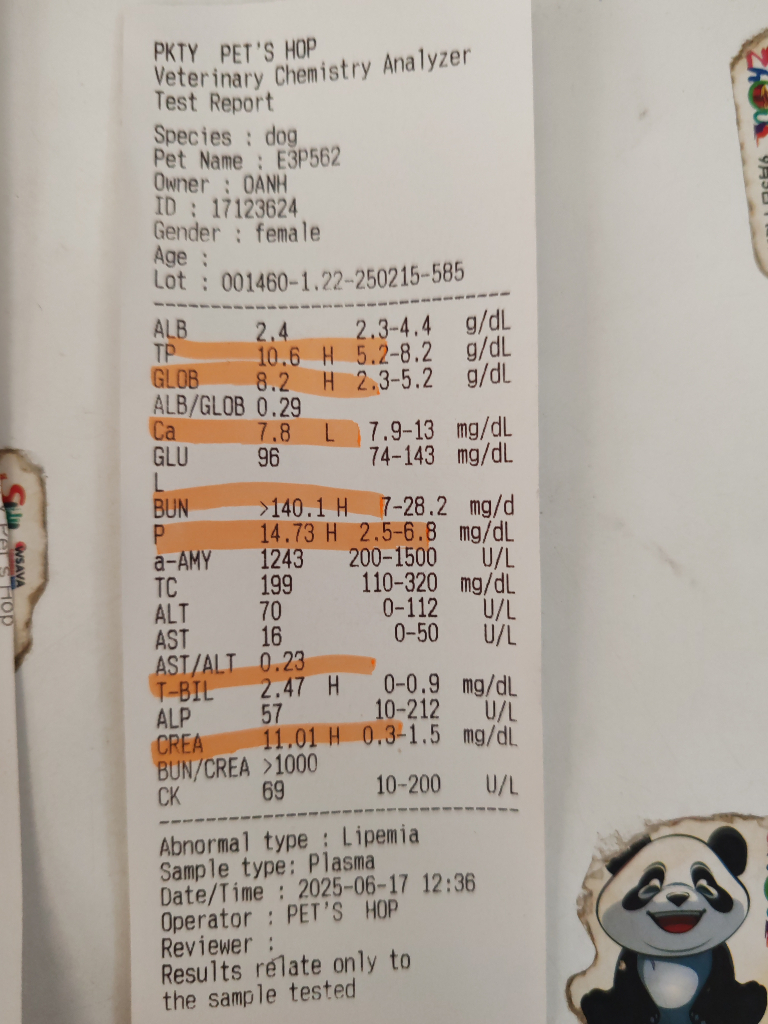 PKTY PET'S HOP
Veterinary Chemistry Analyzer
Test Report
Species : dog
Pet Name : E3P562
Owner : OANH
ID : 17123624
Gender : female
Age :
Lot : 001460-1.22-250215-585
ALB 2.4 2.3-4.4 g/dL
TP 10.6 H 5.2-8.2 g/dL
GLOB 8.2 H 2.3-5.2 g/dL
ALB/GLOB 0.29
Ca 7.8 L 7.9-13 mg/dL
GLU 96 74-143 mg/dL
L
BUN >140.1 H 7-28.2 mg/d
P 14.73 H 2.5-6.8 mg/dL
a-AMY 1243 200-1500 U/L
TC 199 110-320 mg/dL
ALT 70 0-112 U/L
AST 16 0-50 U/L
AST/ALT 0.23
T-BIL 2.47 H 0-0.9 mg/dL
ALP 57 10-212 U/L
CREA 11.01 H 0.3-1.5 mg/dL
BUN/CREA >1000
CK 69 10-200 U/L
Abnormal type : Lipemia
Sample type: Plasma
Date/Time : 2025-06-17 12:36
Operator : PET'S HOP
Reviewer :
Results relate only to
the sample tested
WSAVA